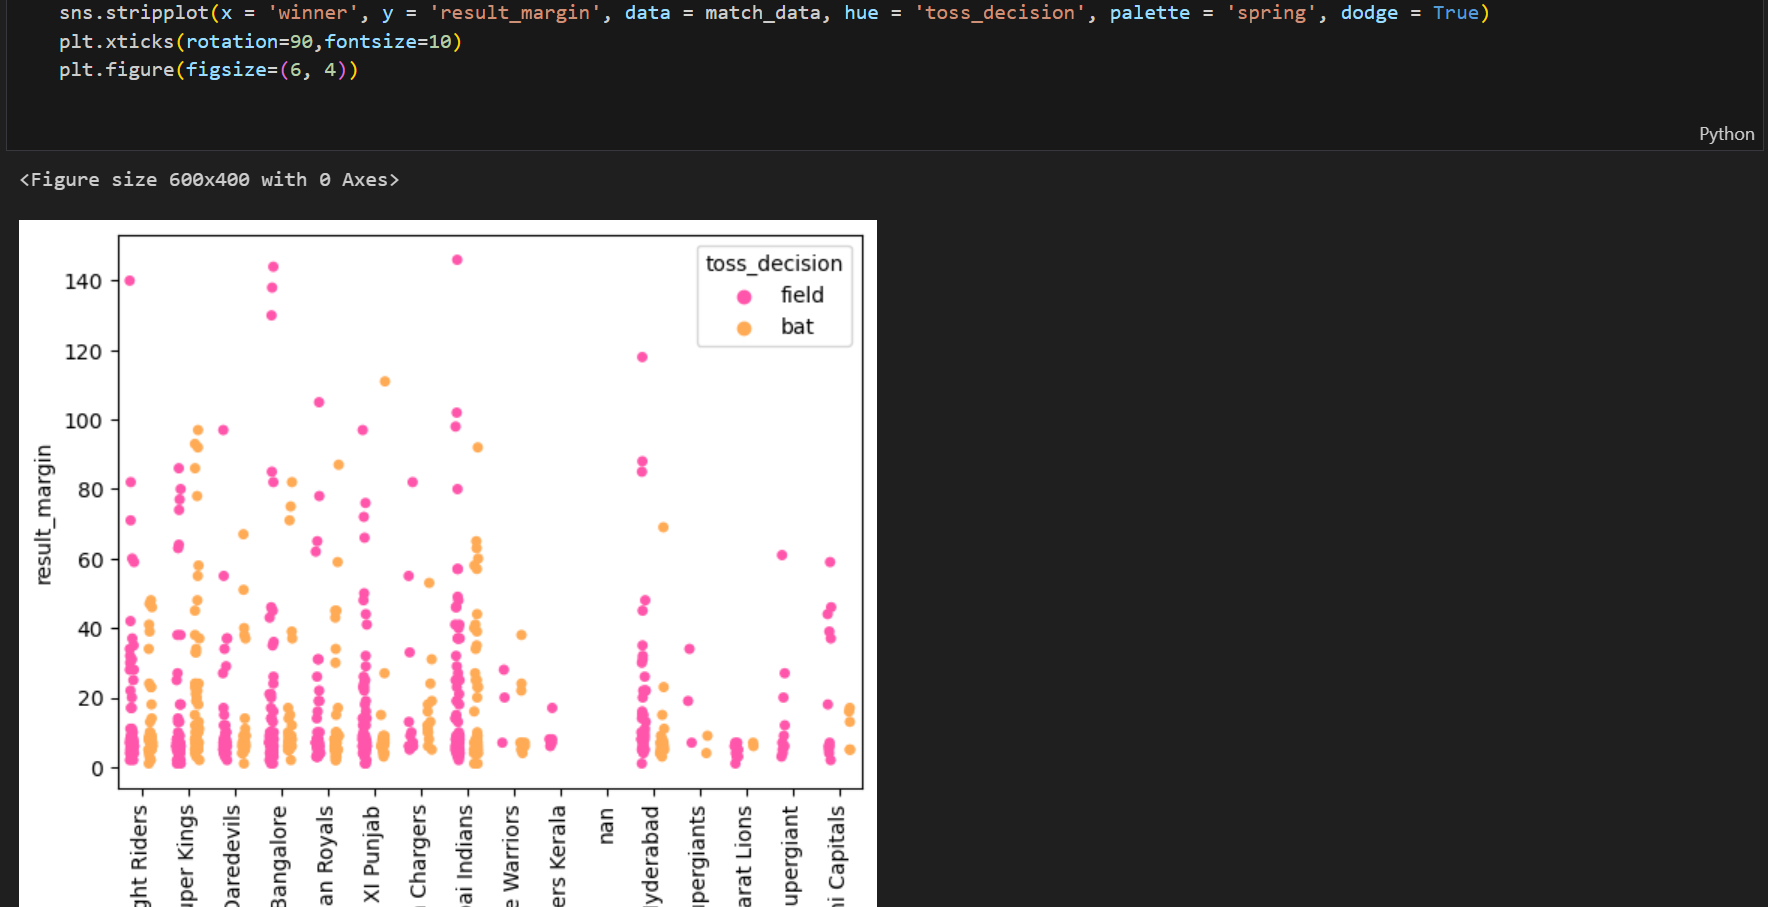 sns.stripplot(x = 'winner', y = 'result_margin', data = match_data, hue = 'toss_decision', palette = 'spring', dodge = True)
plt.xticks(rotation=90,fontsize=10)
plt.figure(figsize=(6, 4))
Python
<Figure size 600x400 with 0 Axes>
toss_decision
field
bat
result_margin
140
120
100
80
60
40
20
0
ght Riders
uper Kings
Daredevils
Bangalore
an Royals
XI Punjab
Chargers
ai Indians
e Warriors
ers Kerala
nan
yderabad
upergiants
arat Lions
upergiant
i Capitals